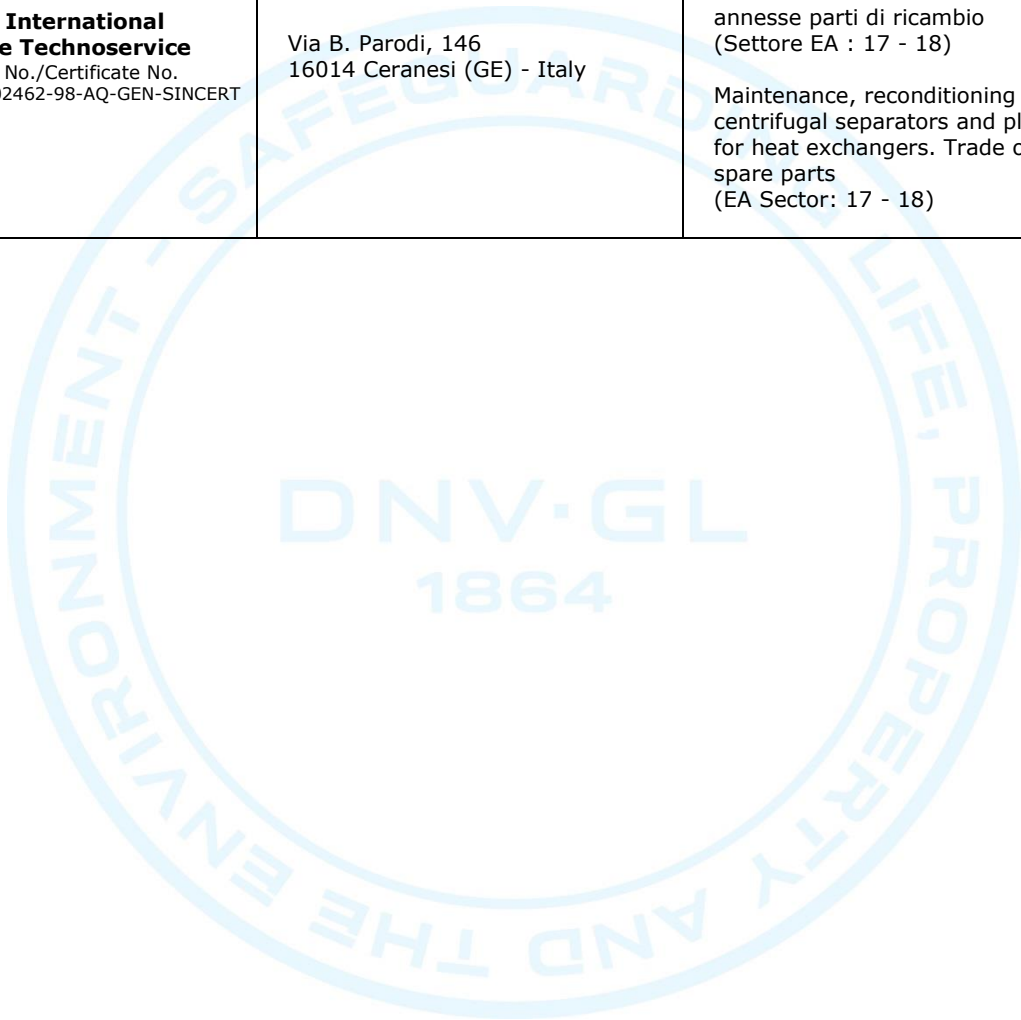 International
e Technoservice
No./Certificate No.
02462-98-AQ-GEN-SINCERT
Via B. Parodi, 146
16014 Ceranesi (GE) - Italy
annesse parti di ricambio
(Settore EA : 17 - 18)
Maintenance, reconditioning
centrifugal separators and pl
for heat exchangers. Trade o
spare parts
(EA Sector: 17 - 18)
SAFEGUARDING LIFE, PROPERTY AND THE ENVIRONMENT -
DNV·GL
1864